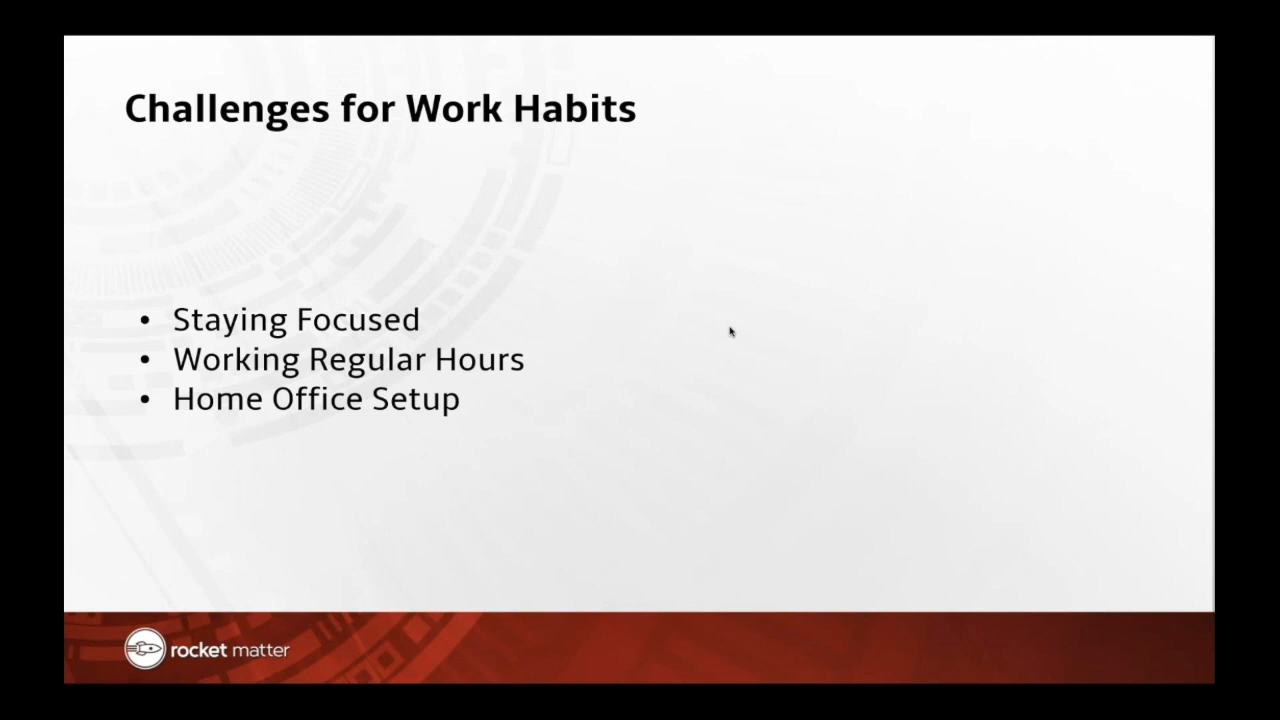 Challenges for Work Habits
• Staying Focused
• Working Regular Hours
• Home Office Setup
rocket matter